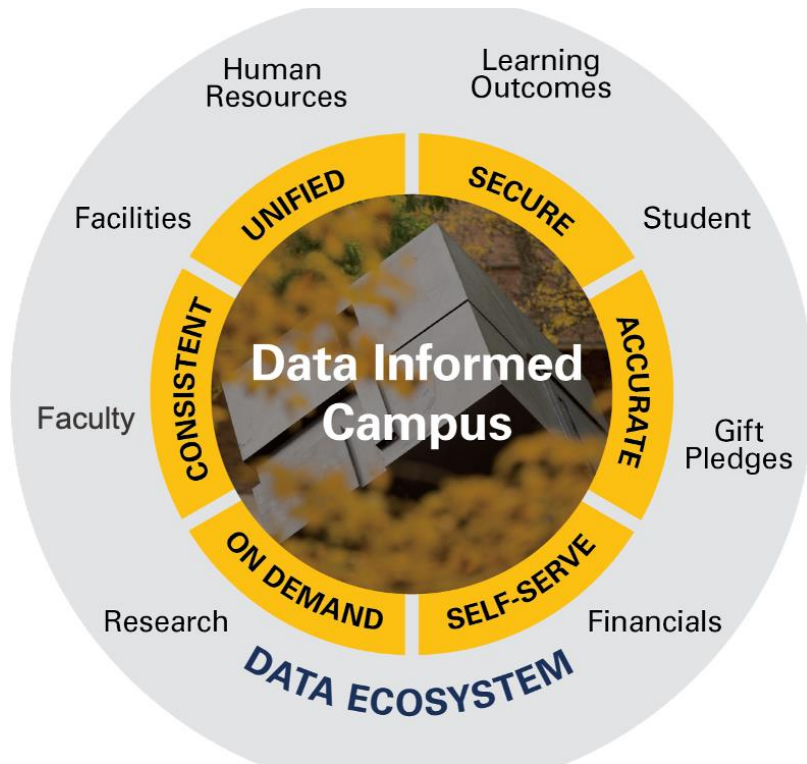 Human
Resources
Learning
Outcomes
Facilities
UNIFIED
SECURE
Student
CONSISTENT
ACCURATE
Data Informed
Campus
Faculty
Gift
Pledges
ON DEMAND
SELF-SERVE
Research
Financials
DATA ECOSYSTEM